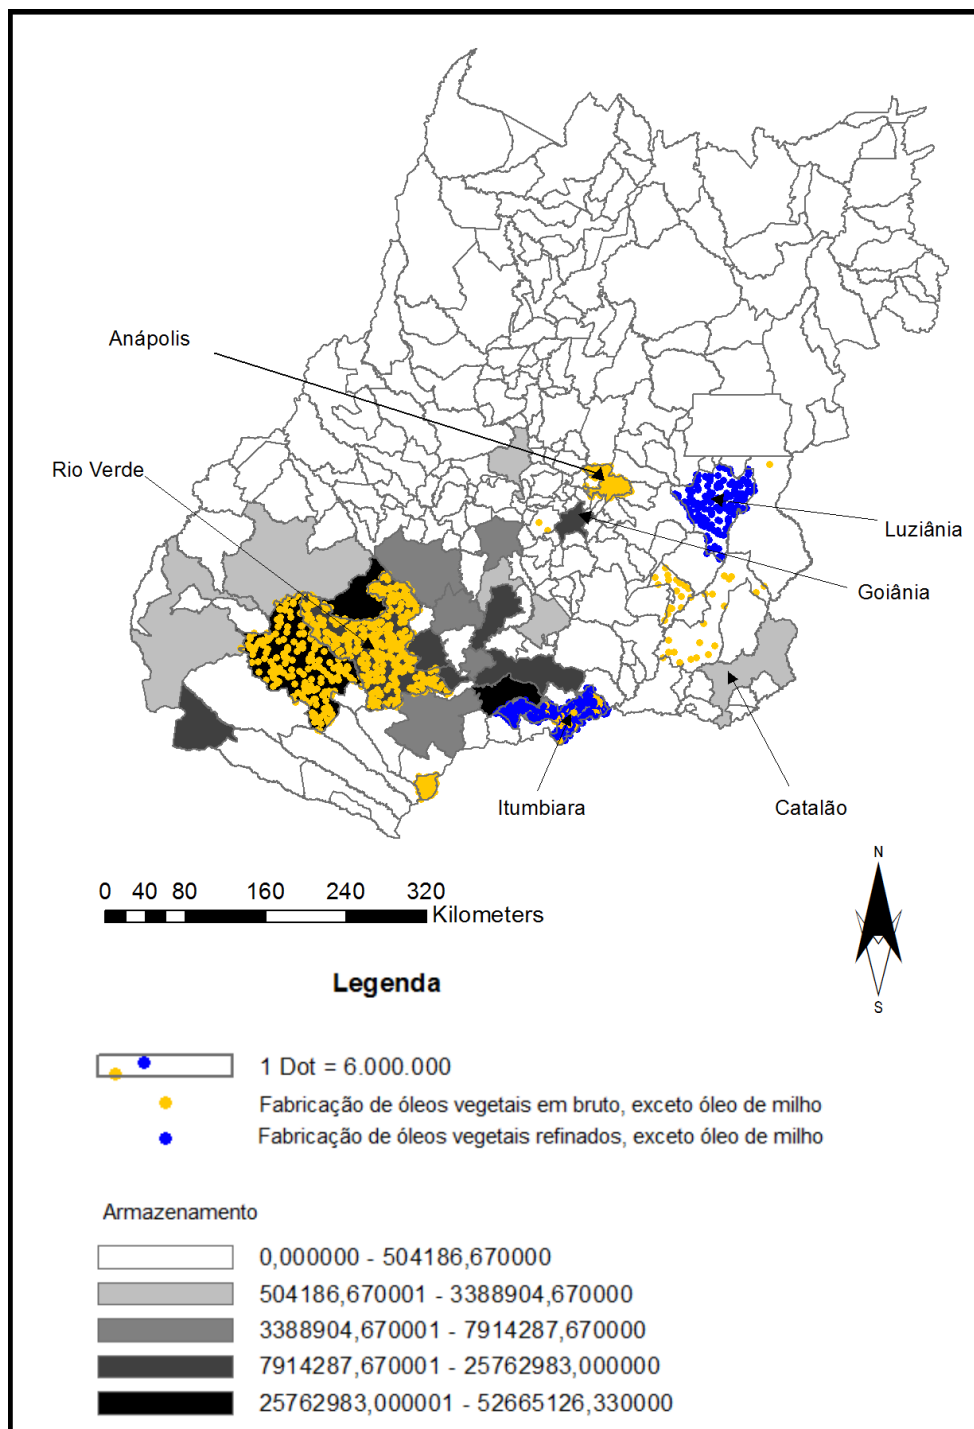 Anápolis
Rio Verde
Luziânia
Goiânia
Itumbiara
Catalão
N
0 40 80 160 240 320
Kilometers
S
Legenda
1 Dot = 6.000.000
Fabricação de óleos vegetais em bruto, exceto óleo de milho
Fabricação de óleos vegetais refinados, exceto óleo de milho
Armazenamento
0,000000 - 504186,670000
504186,670001 - 3388904,670000
3388904,670001 - 7914287,670000
7914287,670001 - 25762983,000000
25762983,000001 - 52665126,330000